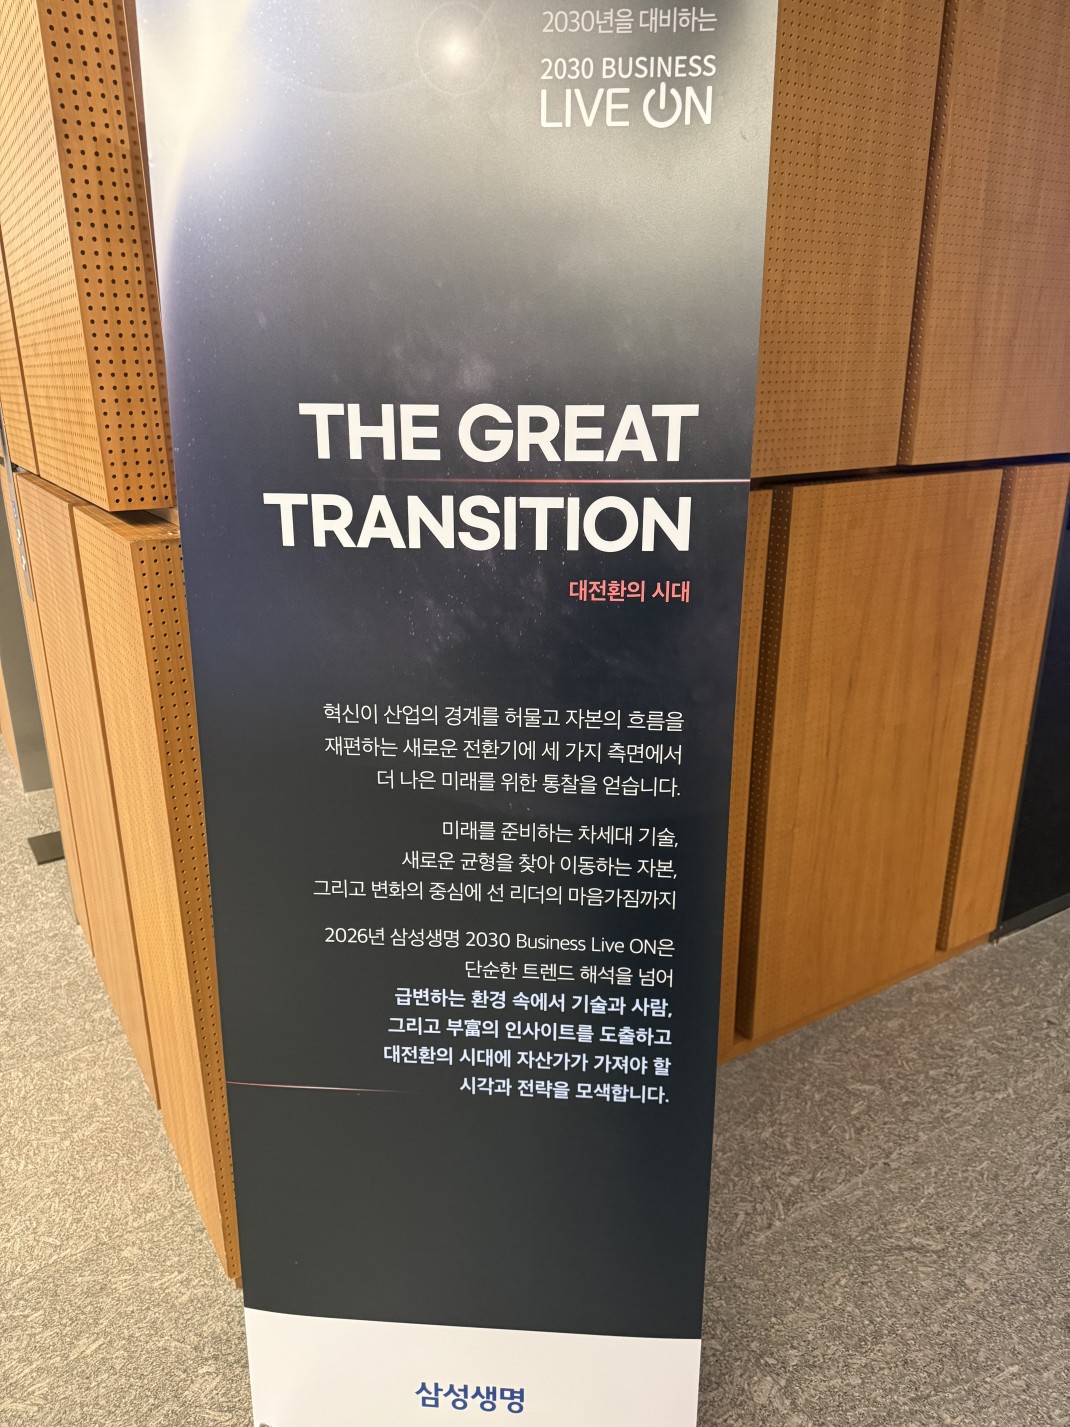 2030년을 대비하는
2030 BUSINESS
LIVE ON
THE GREAT
TRANSITION
대전환의 시대
혁신이 산업의 경계를 허물고 자본의 흐름을
재편하는 새로운 전환기에 세 가지 측면에서
더 나은 미래를 위한 통찰을 얻습니다.
미래를 준비하는 차세대 기술,
새로운 균형을 찾아 이동하는 자본,
그리고 변화의 중심에 선 리더의 마음가짐까지
2026년 삼성생명 2030 Business Live ON은
단순한 트렌드 해석을 넘어
급변하는 환경 속에서 기술과 사람,
그리고 부富의 인사이트를 도출하고
대전환의 시대에 자산가가 가져야 할
시각과 전략을 모색합니다.
삼성생명